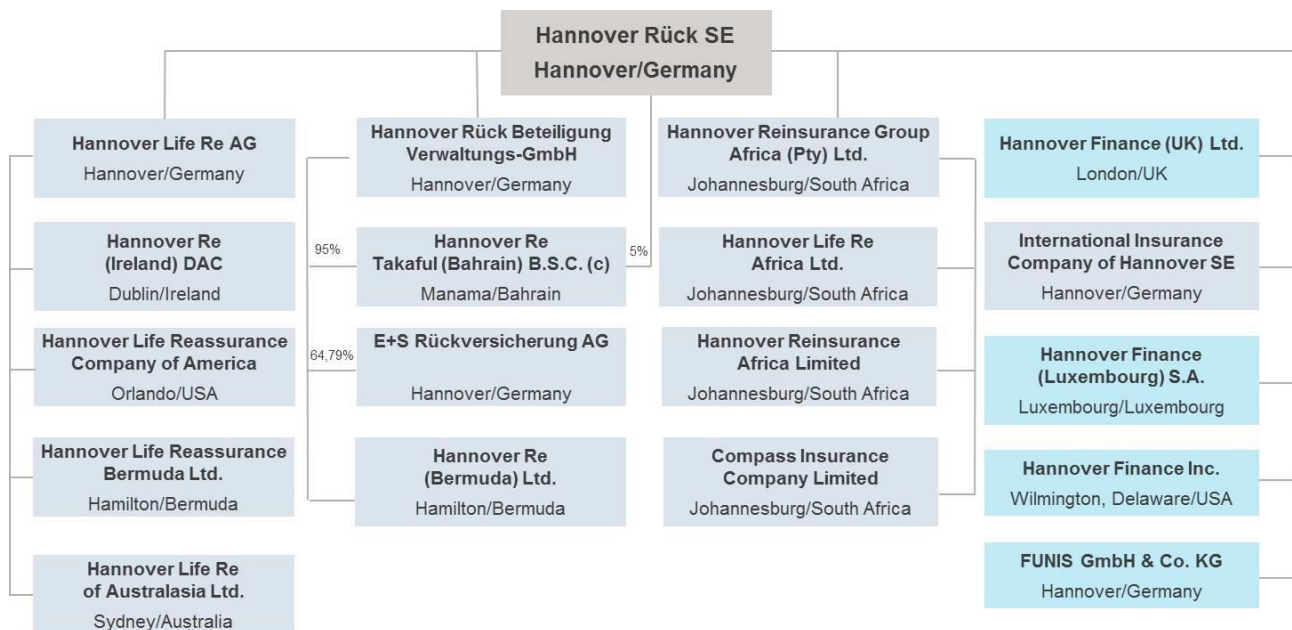 Hannover Rück SE
Hannover/Germany
Hannover Life Re AG
Hannover/Germany
Hannover Re
(Ireland) DAC
Dublin/Ireland
Hannover Life Reassurance
Company of America
Orlando/USA
Hannover Life Reassurance
Bermuda Ltd.
Hamilton/Bermuda
Hannover Life Re
of Australasia Ltd.
Sydney/Australia
Hannover Rück Beteiligung
Verwaltungs-GmbH
Hannover/Germany
95%
Hannover Re
Takaful (Bahrain) B.S.C. (c)
Manama/Bahrain
5%
64,79%
E+S Rückversicherung AG
Hannover/Germany
Hannover Re
(Bermuda) Ltd.
Hamilton/Bermuda
Hannover Reinsurance Group
Africa (Pty) Ltd.
Johannesburg/South Africa
Hannover Life Re
Africa Ltd.
Johannesburg/South Africa
Hannover Reinsurance
Africa Limited
Johannesburg/South Africa
Compass Insurance
Company Limited
Johannesburg/South Africa
Hannover Finance (UK) Ltd.
London/UK
International Insurance
Company of Hannover SE
Hannover/Germany
Hannover Finance
(Luxembourg) S.A.
Luxembourg/Luxembourg
Hannover Finance Inc.
Wilmington, Delaware/USA
FUNIS GmbH & Co. KG
Hannover/Germany